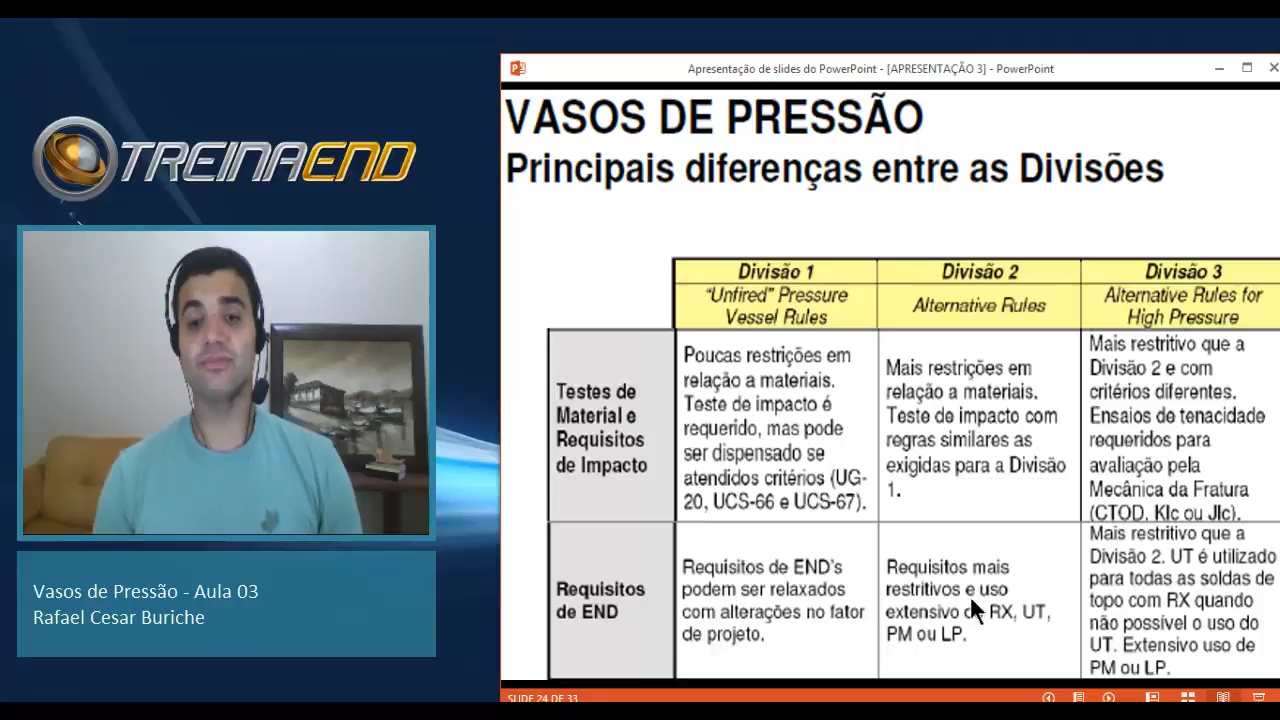 TREINAEND
Vasos de Pressão - Aula 03
Rafael Cesar Buriche
Apresentação de slides do PowerPoint - [APRESENTAÇÃO 3] - PowerPoint
VASOS DE PRESSÃO
Principais diferenças entre as Divisões
Divisão 1
Divisão 2
Divisão 3
“Unfired” Pressure
Vessel Rules
Alternative Rules
Alternative Rules for
High Pressure
Testes de
Material e
Requisitos
de Impacto
Poucas restrições em
relação a materiais.
Teste de impacto é
requerido, mas pode
ser dispensado se
atendidos critérios (UG-
20, UCS-66 e UCS-67).
Mais restrições em
relação a materiais.
Teste de impacto com
regras similares as
exigidas para a Divisão
1.
Mais restritivo que a
Divisão 2 e com
critérios diferentes.
Ensaios de tenacidade
requeridos para
avaliação pela
Mecânica da Fratura
(CTOD, KIc ou JIc).
Requisitos
de END
Requisitos de END’s
podem ser relaxados
com alterações no fator
de projeto.
Requisitos mais
restritivos e uso
extensivo RX, UT,
PM ou LP.
Mais restritivo que a
Divisão 2. UT é utilizado
para todas as soldas de
topo com RX quando
não possível o uso do
UT. Extensivo uso de
PM ou LP.
SLIDE 24 DE 33